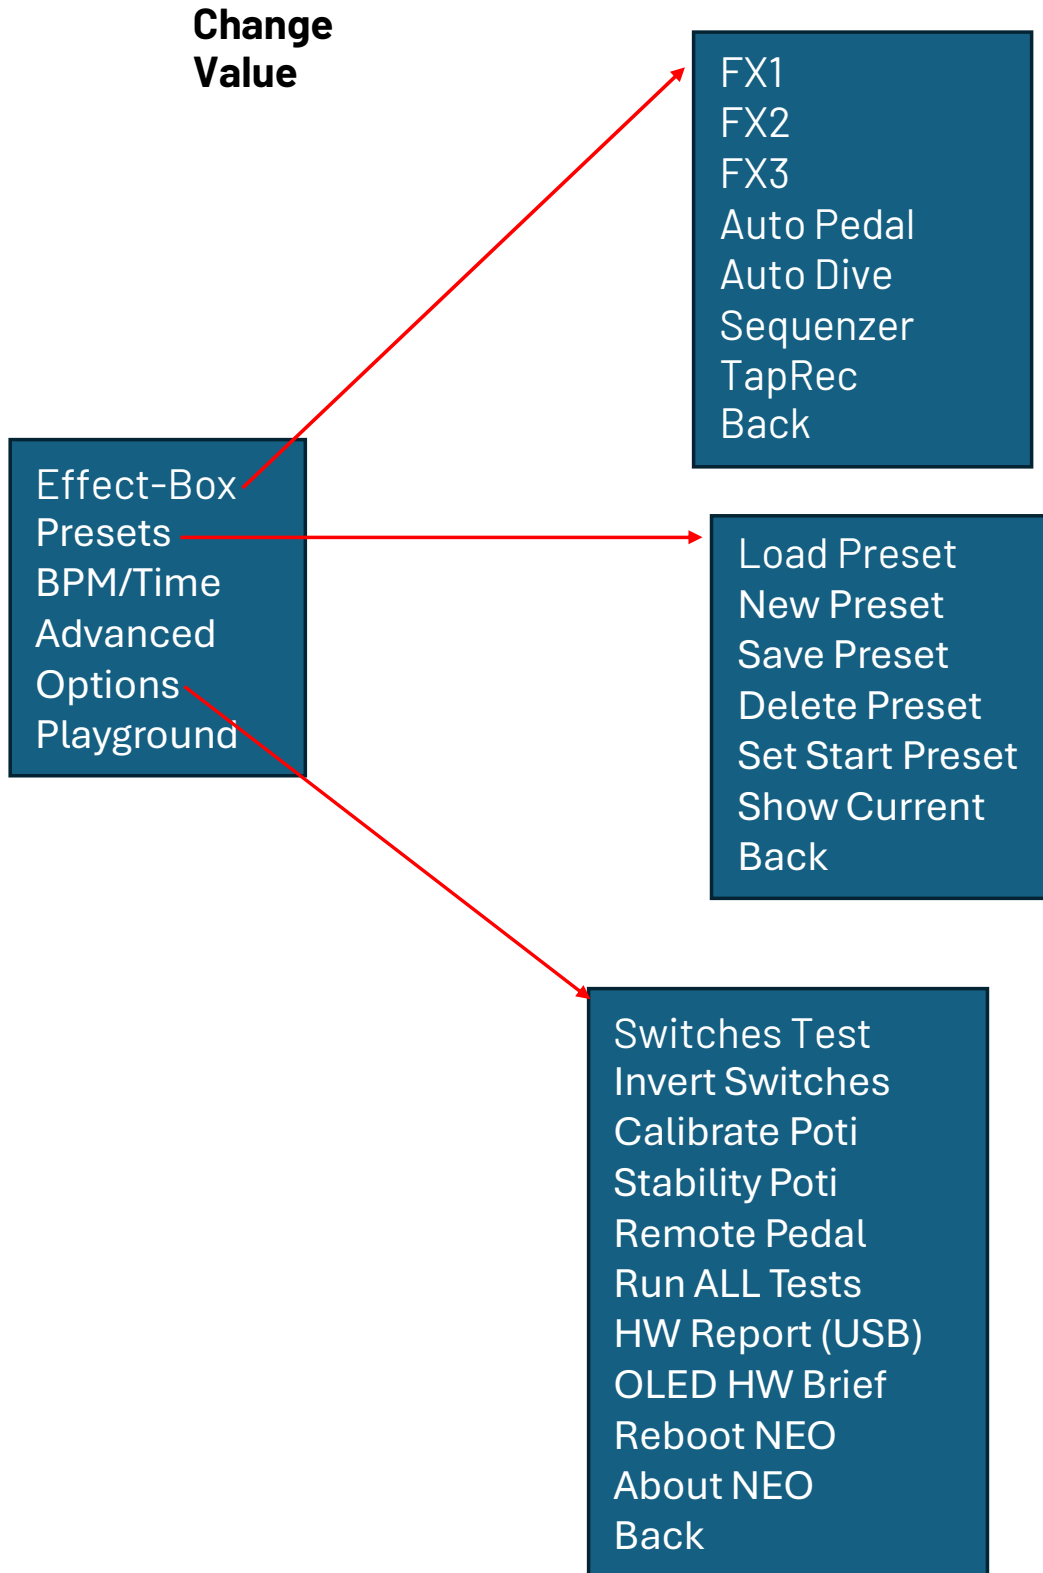 Change
Value
FX1
FX2
FX3
Auto Pedal
Auto Dive
Sequenzer
TapRec
Back
Effect-Box
Presets
BPM/Time
Advanced
Options
Playground
Load Preset
New Preset
Save Preset
Delete Preset
Set Start Preset
Show Current
Back
Switches Test
Invert Switches
Calibrate Poti
Stability Poti
Remote Pedal
Run ALL Tests
HW Report (USB)
OLED HW Brief
Reboot NEO
About NEO
Back